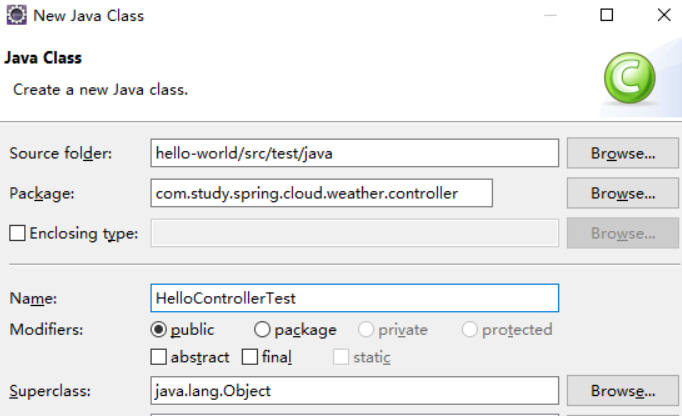 New Java Class
Java Class
Create a new Java class.
C
Source folder: hello-world/src/test/java Browse...
Package: com.study.spring.cloud.weather.controller Browse...
Enclosing type: Browse...
Name: HelloControllerTest
Modifiers: public package private protected
abstract final static
Superclass: java.lang.Object Browse...